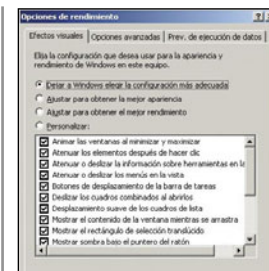 Opciones de rendimiento
Efectos visuales
Opciones avanzadas
Prev. de ejecución de datos
Elija la configuración que desea usar para la apariencia y
rendimiento de Windows en este equipo.
Dejar a Windows elegir la configuración más adecuada
Ajustar para obtener la mejor apariencia
Ajustar para obtener el mejor rendimiento
Personalizar:
Animar las ventanas al minimizar y maximizar
Atenuar los elementos después de hacer clic
Atenuar o deslizar la información sobre herramientas en la
Atenuar o deslizar los menús en la vista
Botones de desplazamiento de la barra de tareas
Deslizar los cuadros combinados al abrirlos
Desplazamiento suave de los cuadros de lista
Mostrar el contenido de la ventana mientras se arrastra
Mostrar el rectángulo de selección translúcido
Mostrar sombra bajo el puntero del ratón